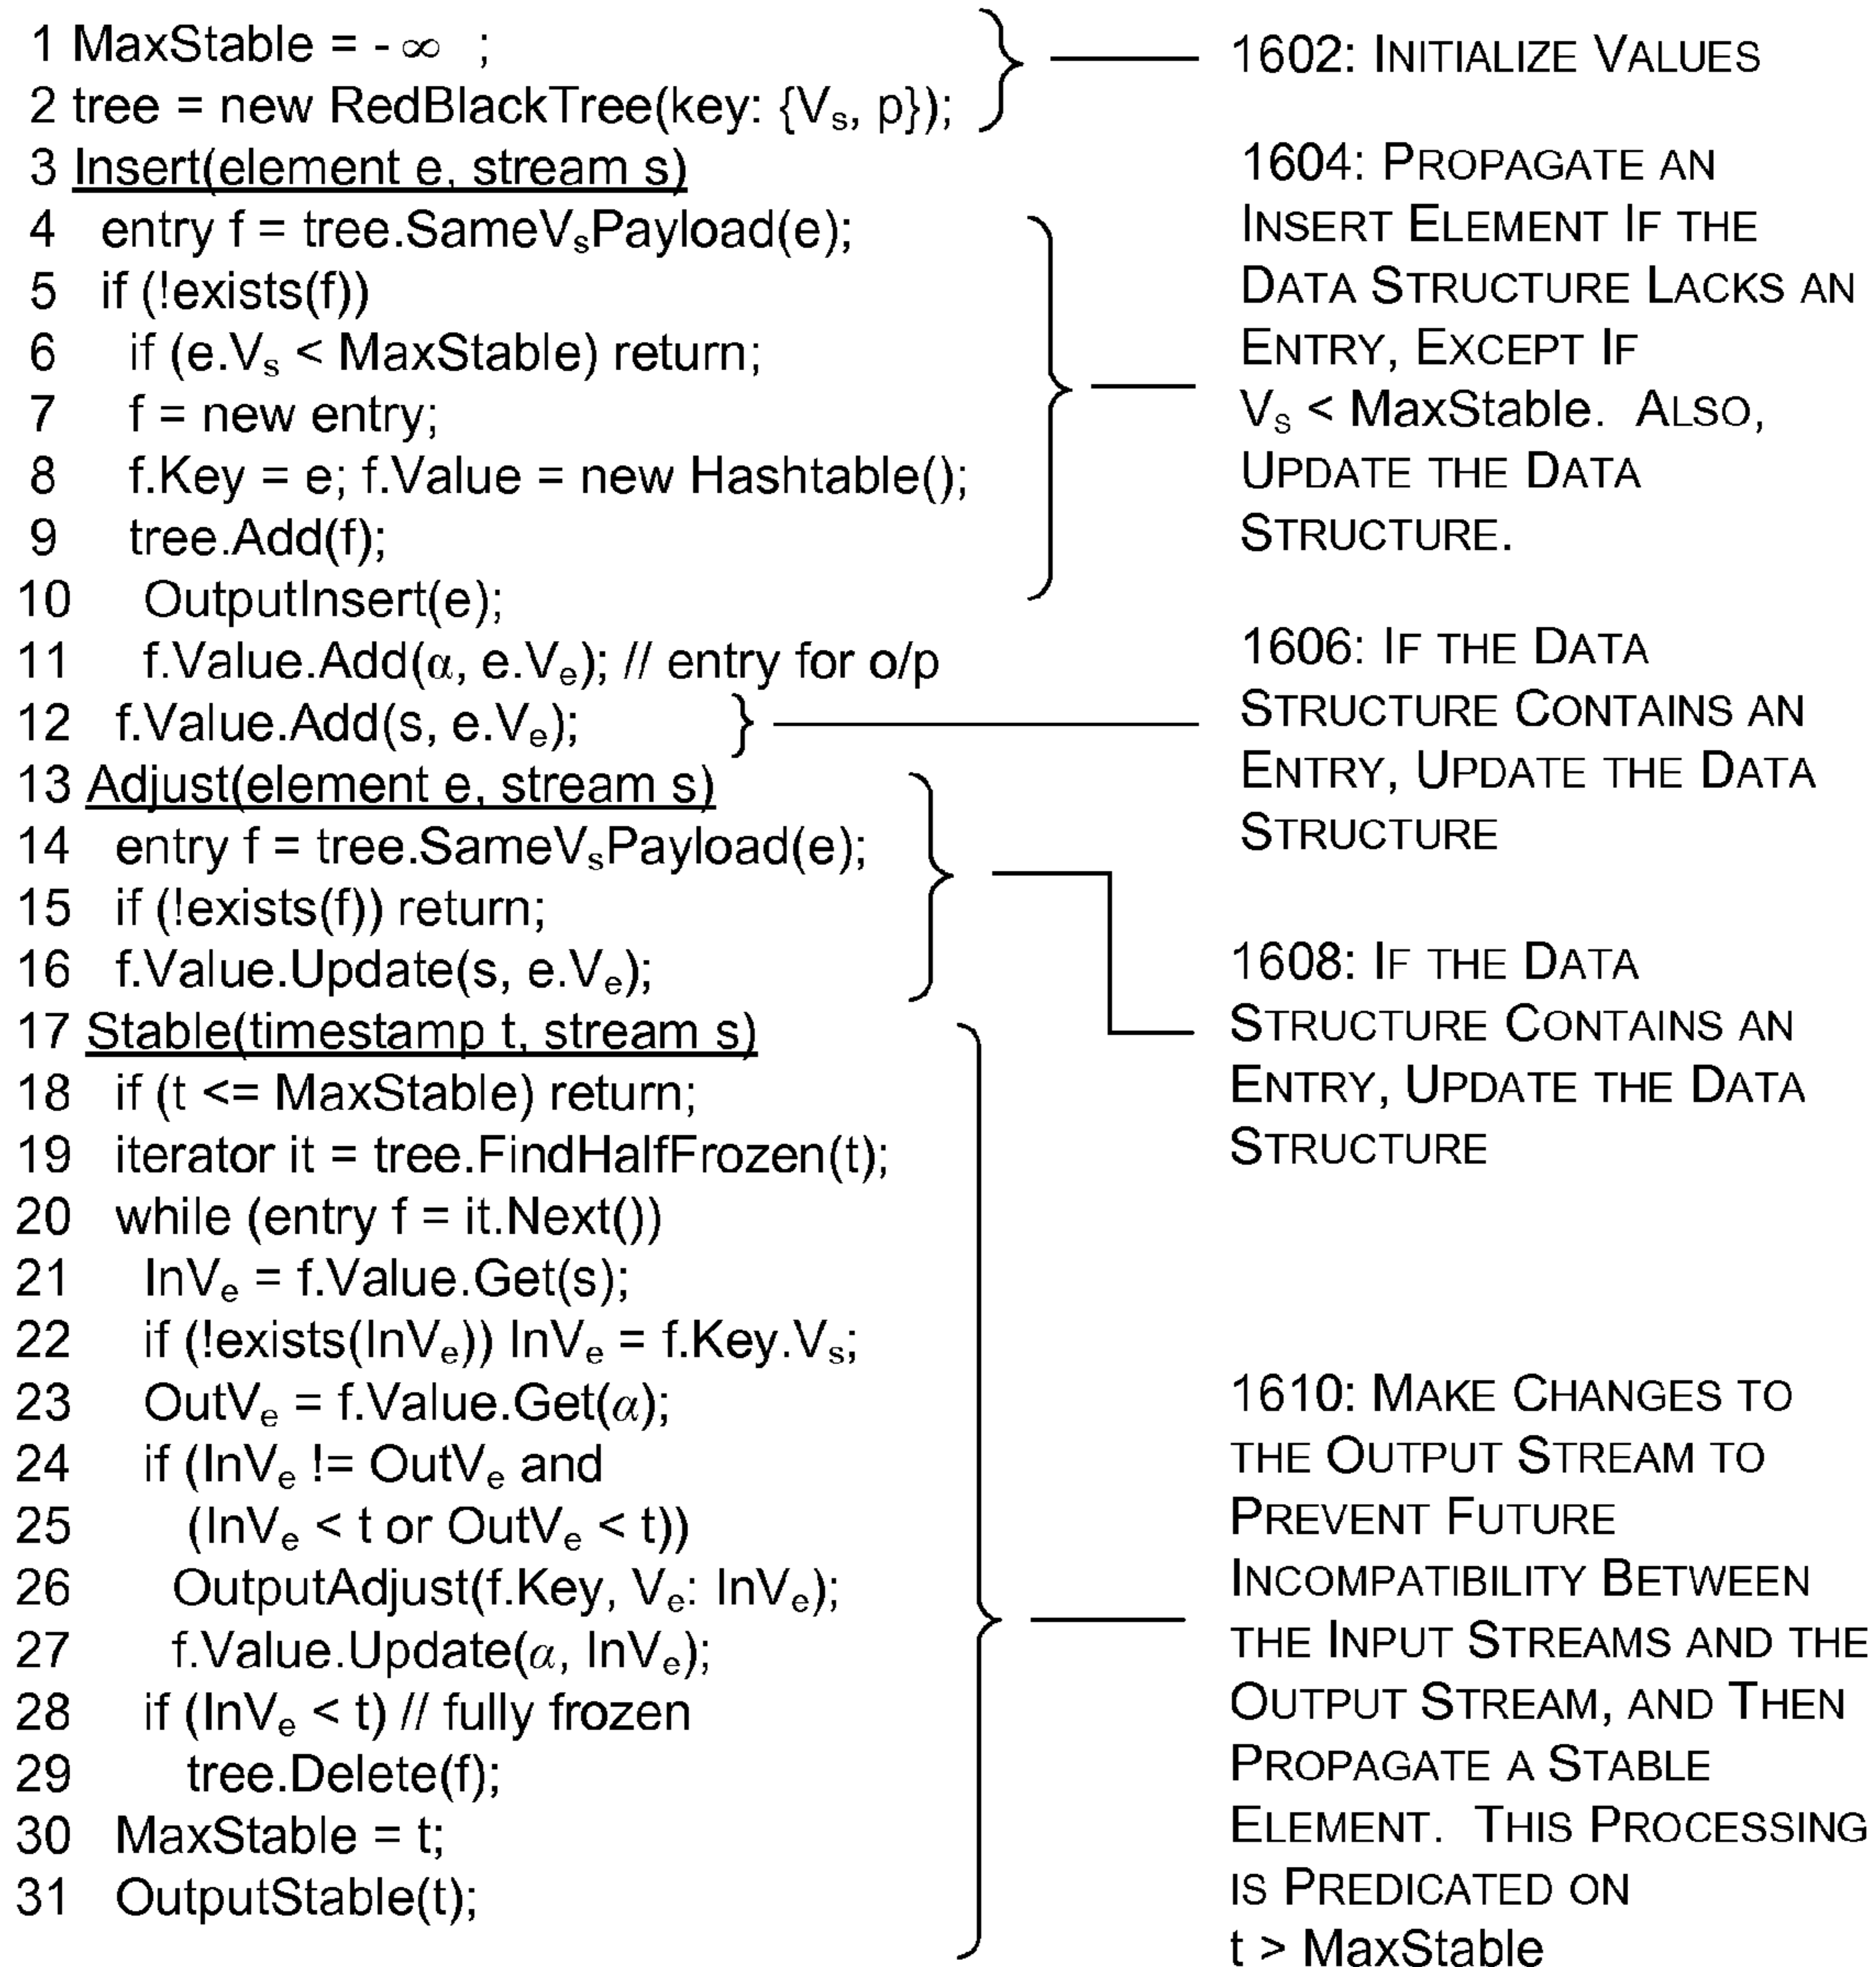 1 MaxStable = - ∞ ;
2 tree = new RedBlackTree(key: {Vs, p});
3 Insert(element e, stream s)
4 entry f = tree.SameVsPayload(e);
5 if (!exists(f))
6 if (e.Vs < MaxStable) return;
7 f = new entry;
8 f.Key = e; f.Value = new Hashtable();
9 tree.Add(f);
10 OutputInsert(e);
11 f.Value.Add(α, e.Ve); // entry for o/p
12 f.Value.Add(s, e.Ve);
13 Adjust(element e, stream s)
14 entry f = tree.SameVsPayload(e);
15 if (!exists(f)) return;
16 f.Value.Update(s, e.Ve);
17 Stable(timestamp t, stream s)
18 if (t <= MaxStable) return;
19 iterator it = tree.FindHalfFrozen(t);
20 while (entry f = it.Next())
21 InVe = f.Value.Get(s);
22 if (!exists(InVe)) InVe = f.Key.Vs;
23 OutVe = f.Value.Get(α);
24 if (InVe != OutVe and
25 (InVe < t or OutVe < t))
26 OutputAdjust(f.Key, Ve: InVe);
27 f.Value.Update(α, InVe);
28 if (InVe < t) // fully frozen
29 tree.Delete(f);
30 MaxStable = t;
31 OutputStable(t);
1602: INITIALIZE VALUES
1604: PROPAGATE AN
INSERT ELEMENT IF THE
DATA STRUCTURE LACKS AN
ENTRY, EXCEPT IF
Vs < MaxStable. ALSO,
UPDATE THE DATA
STRUCTURE.
1606: IF THE DATA
STRUCTURE CONTAINS AN
ENTRY, UPDATE THE DATA
STRUCTURE
1608: IF THE DATA
STRUCTURE CONTAINS AN
ENTRY, UPDATE THE DATA
STRUCTURE
1610: MAKE CHANGES TO
THE OUTPUT STREAM TO
PREVENT FUTURE
INCOMPATIBILITY BETWEEN
THE INPUT STREAMS AND THE
OUTPUT STREAM, AND THEN
PROPAGATE A STABLE
ELEMENT. THIS PROCESSING
IS PREDICATED ON
t > MaxStable